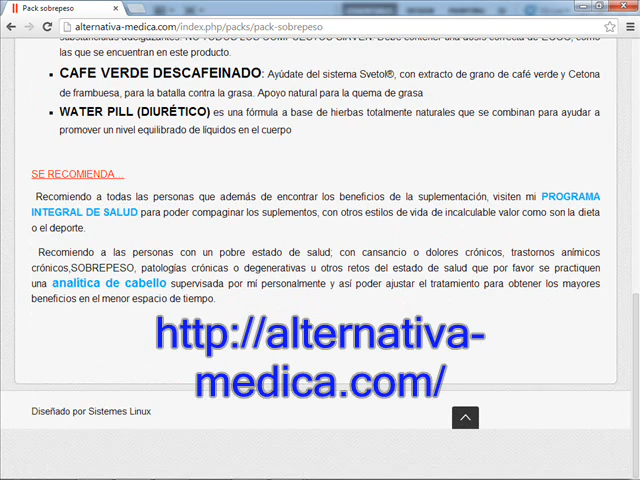 Pack sobrepeso
alternativa-medica.com/index.php/packs/pack-sobrepeso
las que se encuentran en este producto.
CAFE VERDE DESCAFEINADO: Ayúdate del sistema Svetol®, con extracto de grano de café verde y Cetona
de frambuesa, para la batalla contra la grasa. Apoyo natural para la quema de grasa
WATER PILL (DIURÉTICO) es una fórmula a base de hierbas totalmente naturales que se combinan para ayudar a
promover un nivel equilibrado de líquidos en el cuerpo
SE RECOMIENDA...
Recomiendo a todas las personas que además de encontrar los beneficios de la suplementación, visiten mi PROGRAMA
INTEGRAL DE SALUD para poder compaginar los suplementos, con otros estilos de vida de incalculable valor como son la dieta
o el deporte.
Recomiendo a las personas con un pobre estado de salud; con cansancio o dolores crónicos, trastornos anímicos
crónicos,SOBREPESO, patologías crónicas o degenerativas u otros retos del estado de salud que por favor se practiquen
una analitica de cabello supervisada por mí personalmente y así poder ajustar el tratamiento para obtener los mayores
beneficios en el menor espacio de tiempo.
http://alternativa-
medica.com/
Diseñado por Sistemes Linux